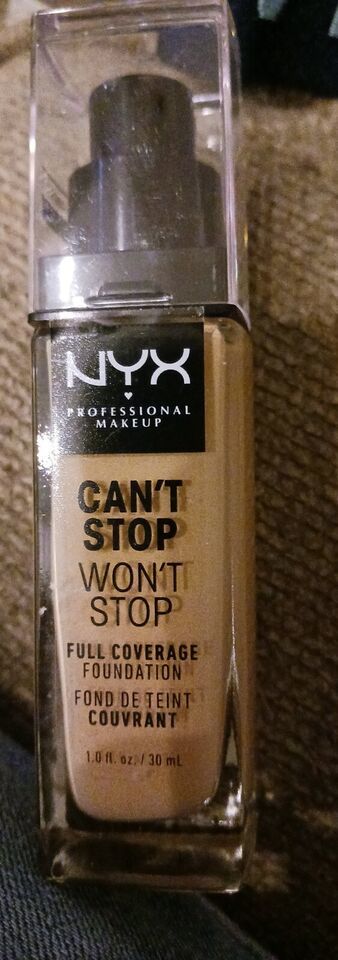 NYX
PROFESSIONAL
MAKEUP
CAN'T
STOP
WON'T
STOP
FULL COVERAGE
FOUNDATION
FOND DE TEINT
COUVRANT
1.0 fl. oz. / 30 mL